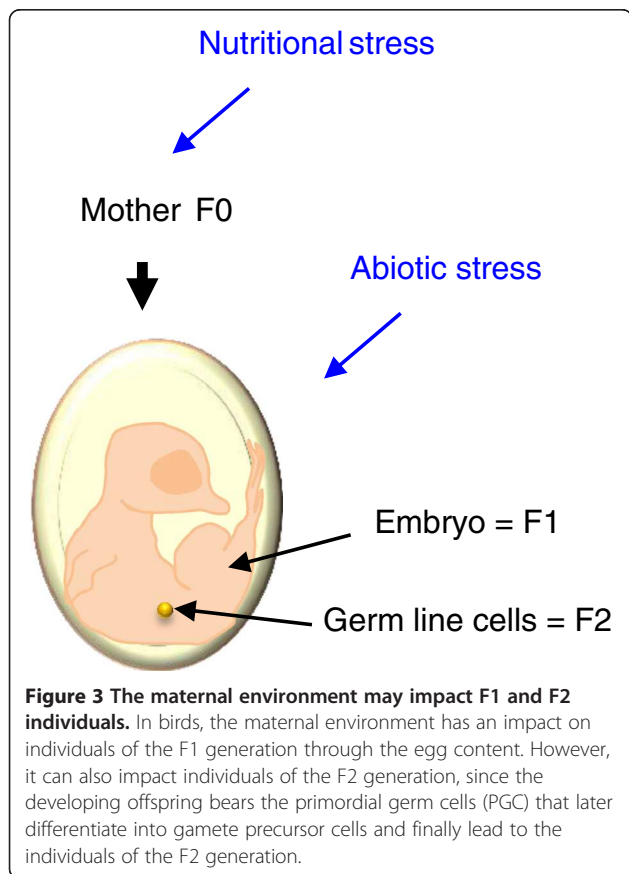 Nutritional stress
Mother F0
Abiotic stress
Embryo = F1
Germ line cells = F2
Figure 3 The maternal environment may impact F1 and F2
individuals. In birds, the maternal environment has an impact on
individuals of the F1 generation through the egg content. However,
it can also impact individuals of the F2 generation, since the
developing offspring bears the primordial germ cells (PGC) that later
differentiate into gamete precursor cells and finally lead to the
individuals of the F2 generation.